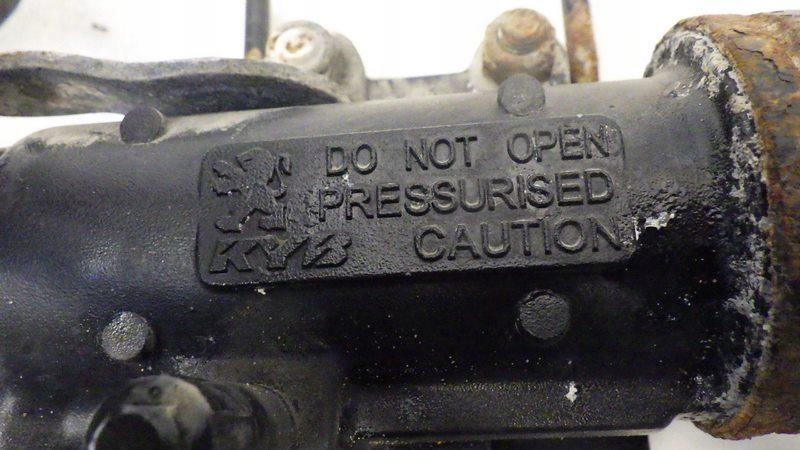 DO NOT OPEN
PRESSURISED
KYB CAUTION